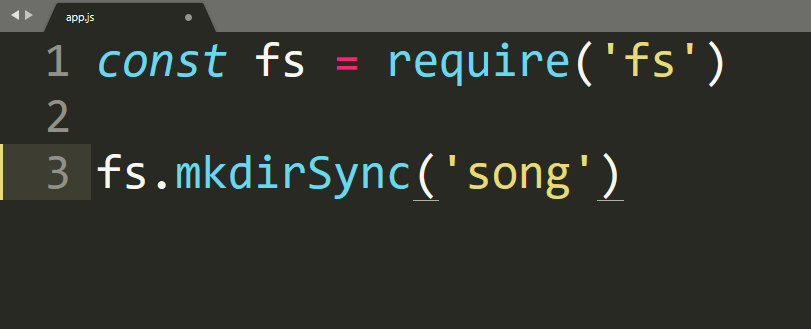 app.js
1 const fs = require('fs')
2
3 fs.mkdirSync('song')